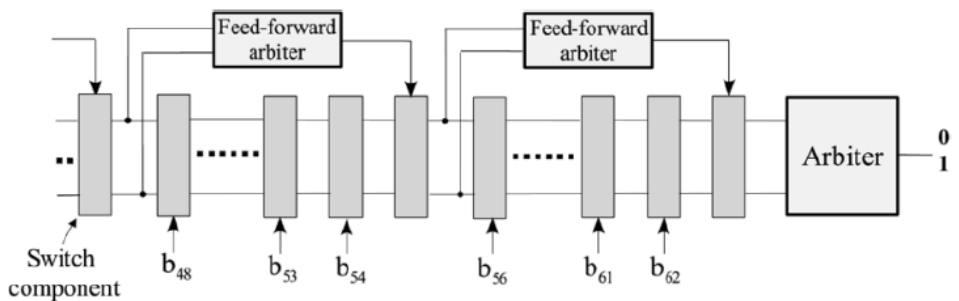 Feed-forward
arbiter
Feed-forward
arbiter
Arbiter
0
1
Switch
component
b48
b53
b54
b56
b61
b62